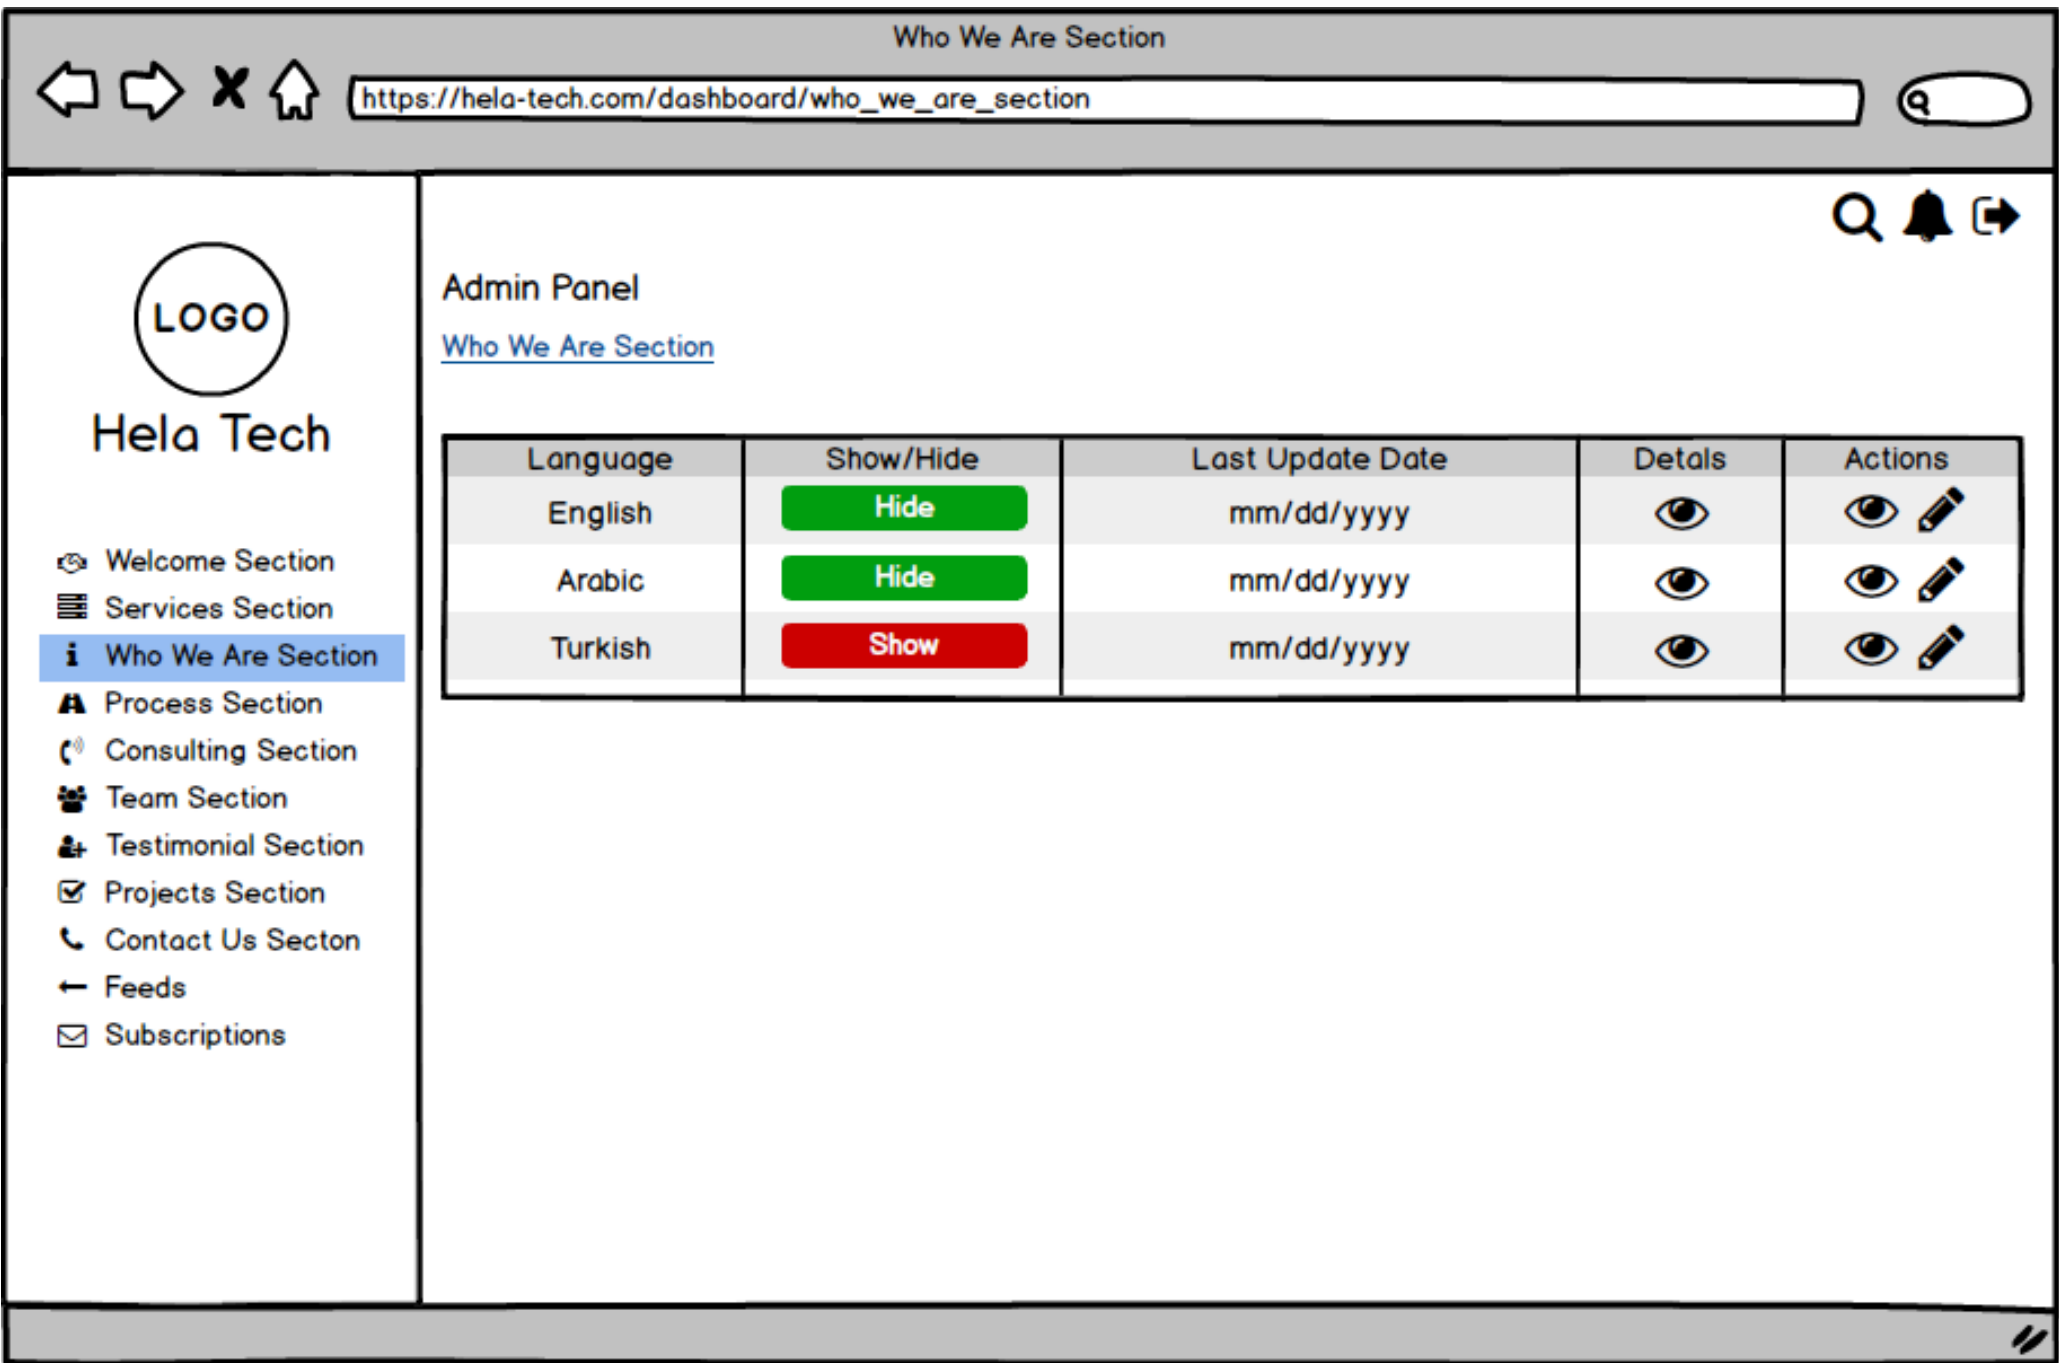 Who We Are Section
https://hela-tech.com/dashboard/who_we_are_section
LOGO
Hela Tech
Welcome Section
Services Section
Who We Are Section
Process Section
Consulting Section
Team Section
Testimonial Section
Projects Section
Contact Us Secton
Feeds
Subscriptions
Admin Panel
Who We Are Section
Language Show/Hide Last Update Date Detals Actions
English Hide mm/dd/yyyy
Arabic Hide mm/dd/yyyy
Turkish Show mm/dd/yyyy